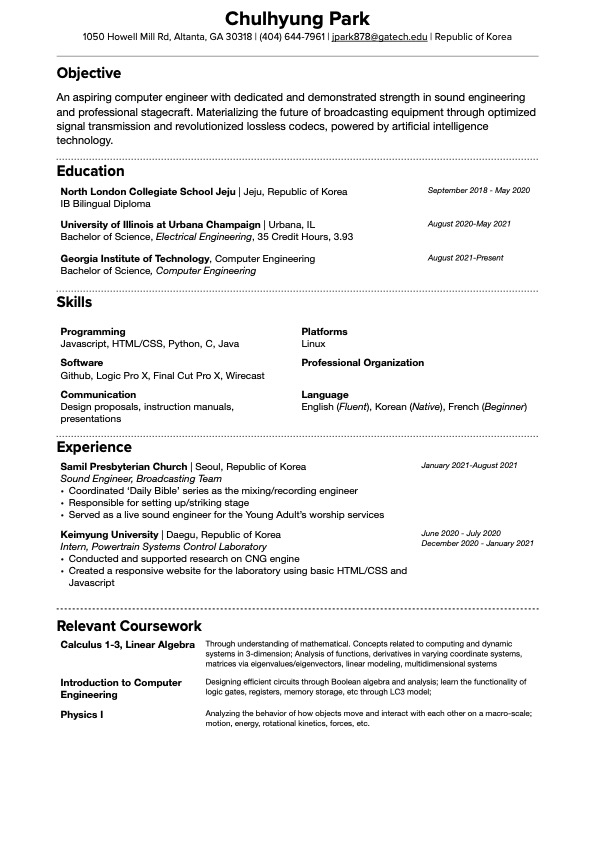 Chulhyung Park
1050 Howell Mill Rd, Altanta, GA 30318 | (404) 644-7961 | jpark878@gatech.edu | Republic of Korea
Objective
An aspiring computer engineer with dedicated and demonstrated strength in sound engineering
and professional stagecraft. Materializing the future of broadcasting equipment through optimized
signal transmission and revolutionized lossless codecs, powered by artificial intelligence
technology.
Education
North London Collegiate School Jeju | Jeju, Republic of Korea
September 2018 - May 2020
IB Bilingual Diploma
University of Illinois at Urbana Champaign | Urbana, IL
August 2020-May 2021
Bachelor of Science, Electrical Engineering, 35 Credit Hours, 3.93
Georgia Institute of Technology, Computer Engineering
August 2021-Present
Bachelor of Science, Computer Engineering
Skills
Programming
Javascript, HTML/CSS, Python, C, Java
Platforms
Linux
Software
Github, Logic Pro X, Final Cut Pro X, Wirecast
Professional Organization
Communication
Design proposals, instruction manuals,
presentations
Language
English (Fluent), Korean (Native), French (Beginner)
Experience
Samil Presbyterian Church | Seoul, Republic of Korea
January 2021-August 2021
Sound Engineer, Broadcasting Team
• Coordinated ‘Daily Bible’ series as the mixing/recording engineer
• Responsible for setting up/striking stage
• Served as a live sound engineer for the Young Adult’s worship services
Keimyung University | Daegu, Republic of Korea
June 2020 - July 2020
December 2020 - January 2021
Intern, Powertrain Systems Control Laboratory
• Conducted and supported research on CNG engine
• Created a responsive website for the laboratory using basic HTML/CSS and
Javascript
Relevant Coursework
Calculus 1-3, Linear Algebra
Through understanding of mathematical. Concepts related to computing and dynamic
systems in 3-dimension; Analysis of functions, derivatives in varying coordinate systems,
matrices via eigenvalues/eigenvectors, linear modeling, multidimensional systems
Introduction to Computer
Engineering
Designing efficient circuits through Boolean algebra and analysis; learn the functionality of
logic gates, registers, memory storage, etc through LC3 model;
Physics I
Analyzing the behavior of how objects move and interact with each other on a macro-scale;
motion, energy, rotational kinetics, forces, etc.